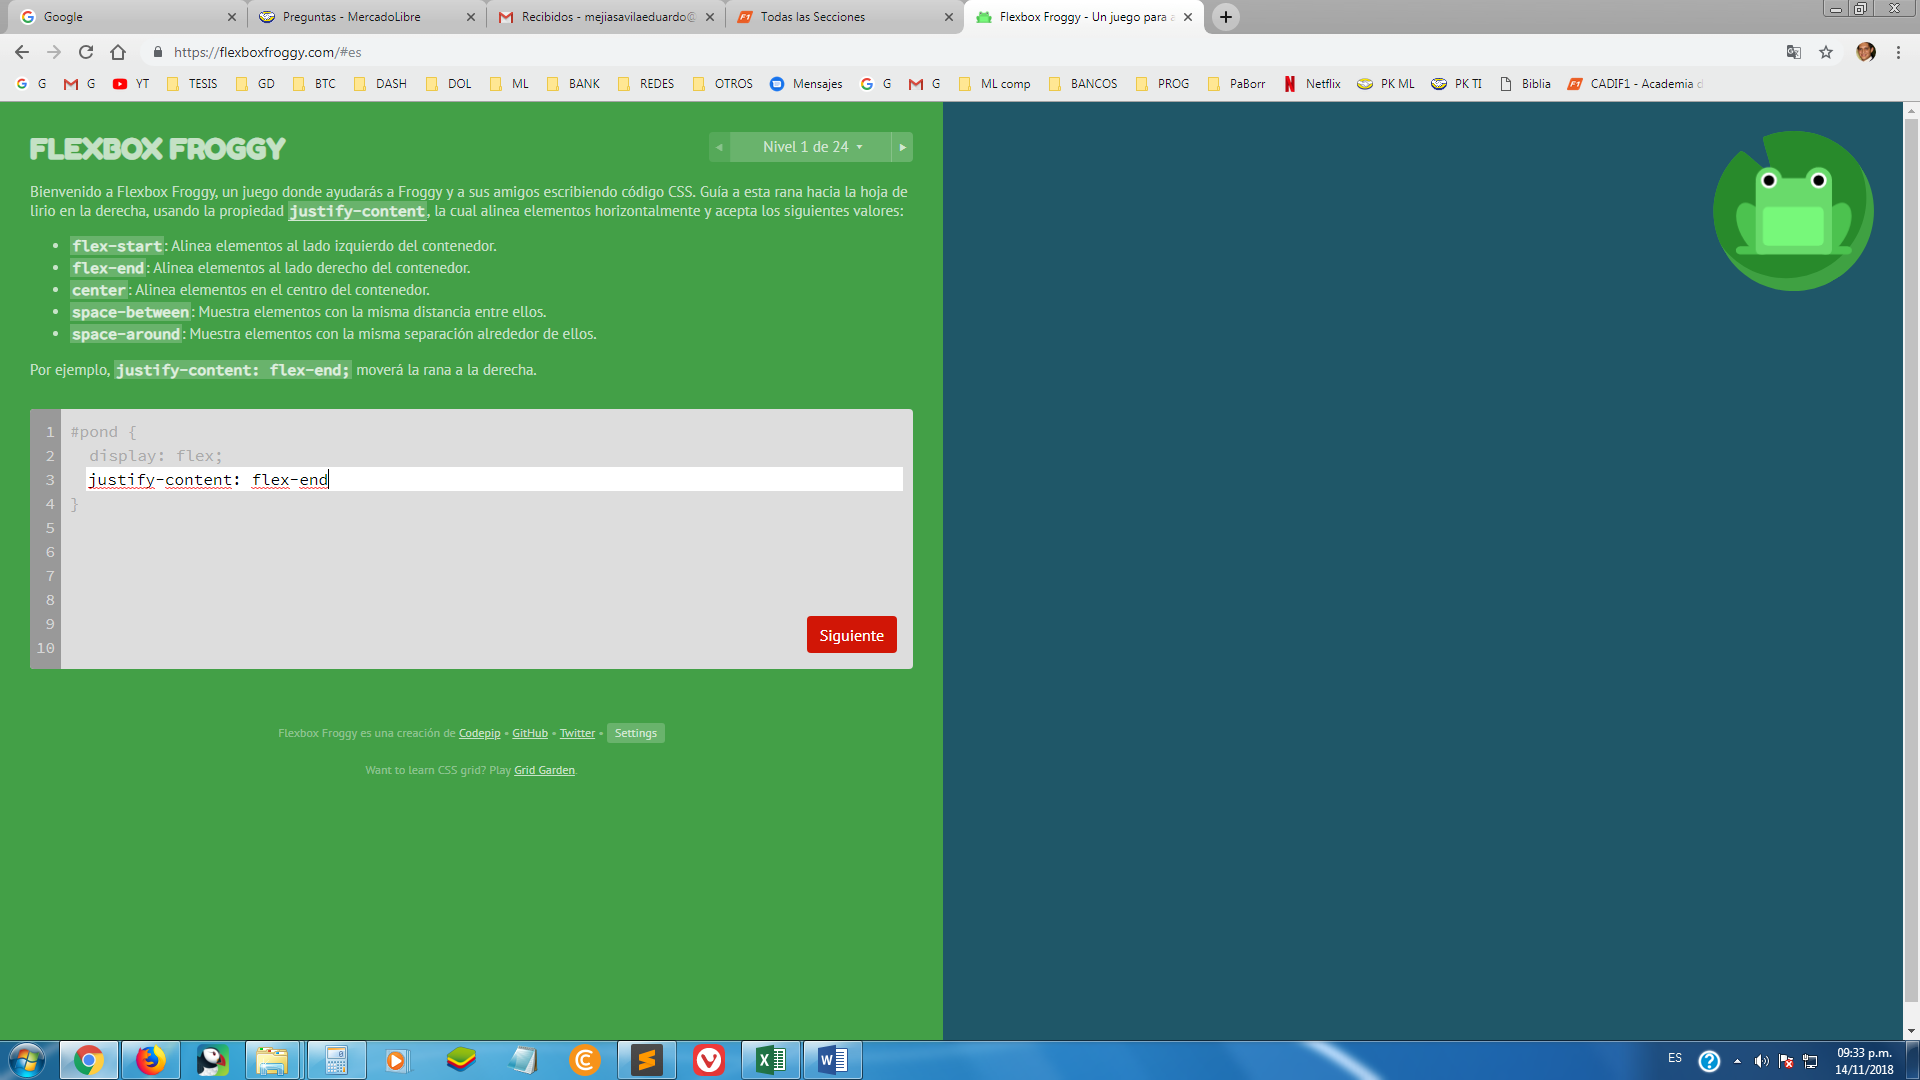 Google
Preguntas - MercadoLibre
Recibidos - mejiasavilaeduardo@
Todas las Secciones
Flexbox Froggy - Un juego para a
https://flexboxfroggy.com/#es
G G YT TESIS GD BTC DASH DOL ML BANK REDES OTROS Mensajes G G ML comp BANCOS PROG PaBorr Netflix PK ML PK TI Biblia CADIF1 - Academia d
FLEXBOX FROGGY
Nivel 1 de 24
Bienvenido a Flexbox Froggy, un juego donde ayudarás a Froggy y a sus amigos escribiendo código CSS. Guía a esta rana hacia la hoja de
lirio en la derecha, usando la propiedad justify-content, la cual alinea elementos horizontalmente y acepta los siguientes valores:
• flex-start: Alinea elementos al lado izquierdo del contenedor.
• flex-end: Alinea elementos al lado derecho del contenedor.
• center: Alinea elementos en el centro del contenedor.
• space-between: Muestra elementos con la misma distancia entre ellos.
• space-around: Muestra elementos con la misma separación alrededor de ellos.
Por ejemplo, justify-content: flex-end; moverá la rana a la derecha.
1 #pond {
2 display: flex;
3 justify-content: flex-end
4 }
5
6
7
8
9
10
Siguiente
Flexbox Froggy es una creación de Codepip • GitHub • Twitter • Settings
Want to learn CSS grid? Play Grid Garden.
ES
09:33 p.m.
14/11/2018